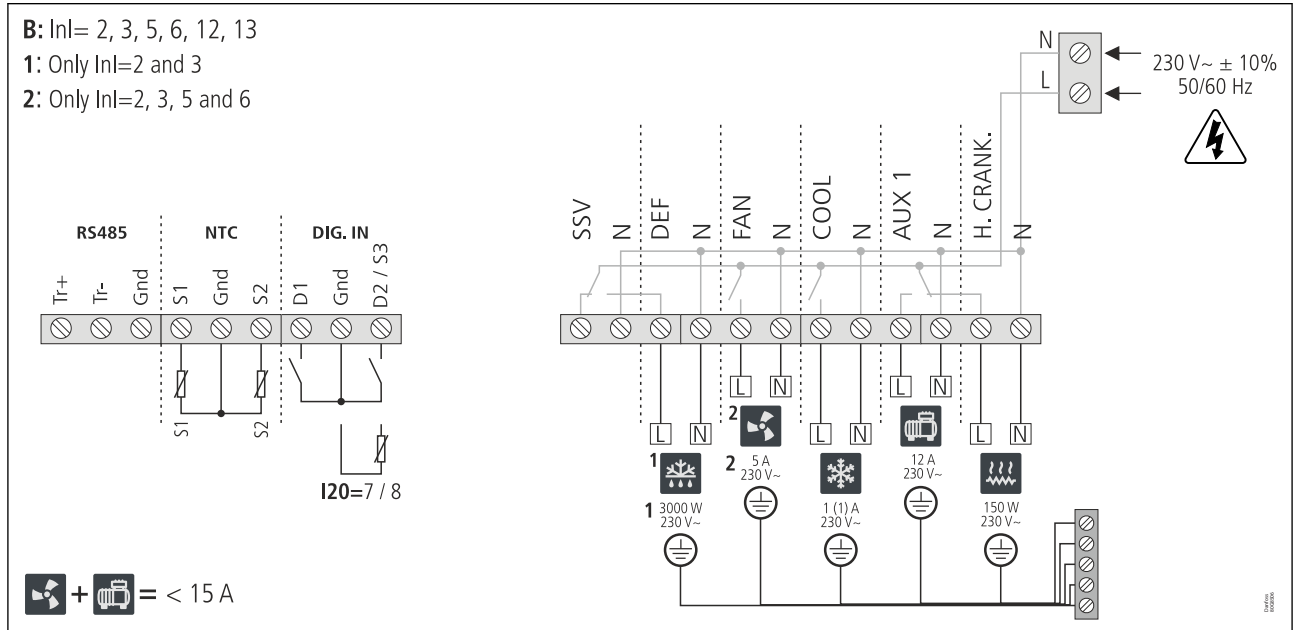 B: InI= 2, 3, 5, 6, 12, 13
1: Only InI=2 and 3
2: Only InI=2, 3, 5 and 6
N
L
230 V~ ± 10%
50/60 Hz
RS485 NTC DIG. IN
Tr+ Tr- Gnd S1 Gnd S2 D1 Gnd D2 / S3
SSV N DEF N FAN N COOL N AUX 1 N H. CRANK. N
S1 S2
I20=7 / 8
L N L N L N L N L N
1 2
1 3000 W
230 V~
2 5 A
230 V~
1 (1) A
230 V~
12 A
230 V~
150 W
230 V~
+ = < 15 A
Danfoss